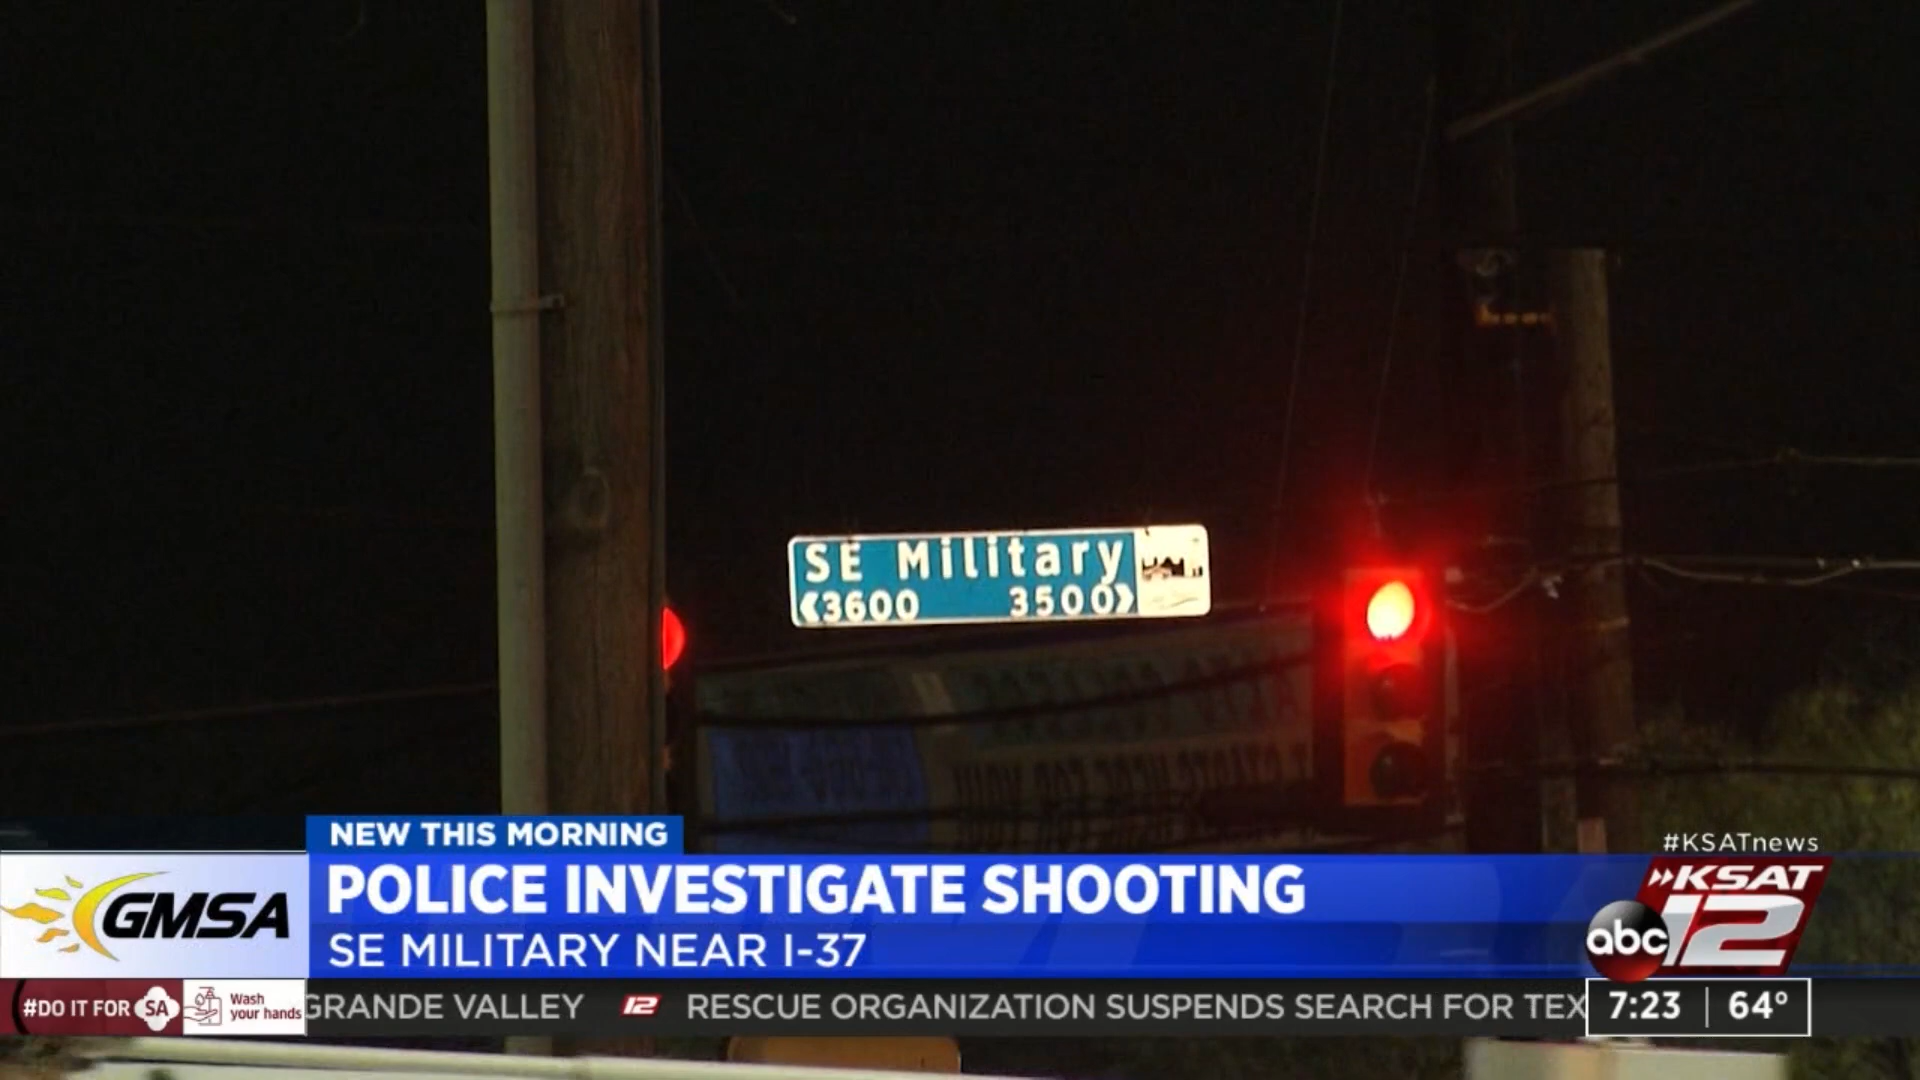 SE Military
3600 3500
NEW THIS MORNING
POLICE INVESTIGATE SHOOTING
SE MILITARY NEAR I-37
GMSA
#KSATnews
KSAT
12
abc
#DO IT FOR SA
Wash
your hands
GRANDE VALLEY 12 RESCUE ORGANIZATION SUSPENDS SEARCH FOR TEX
7:23 64°